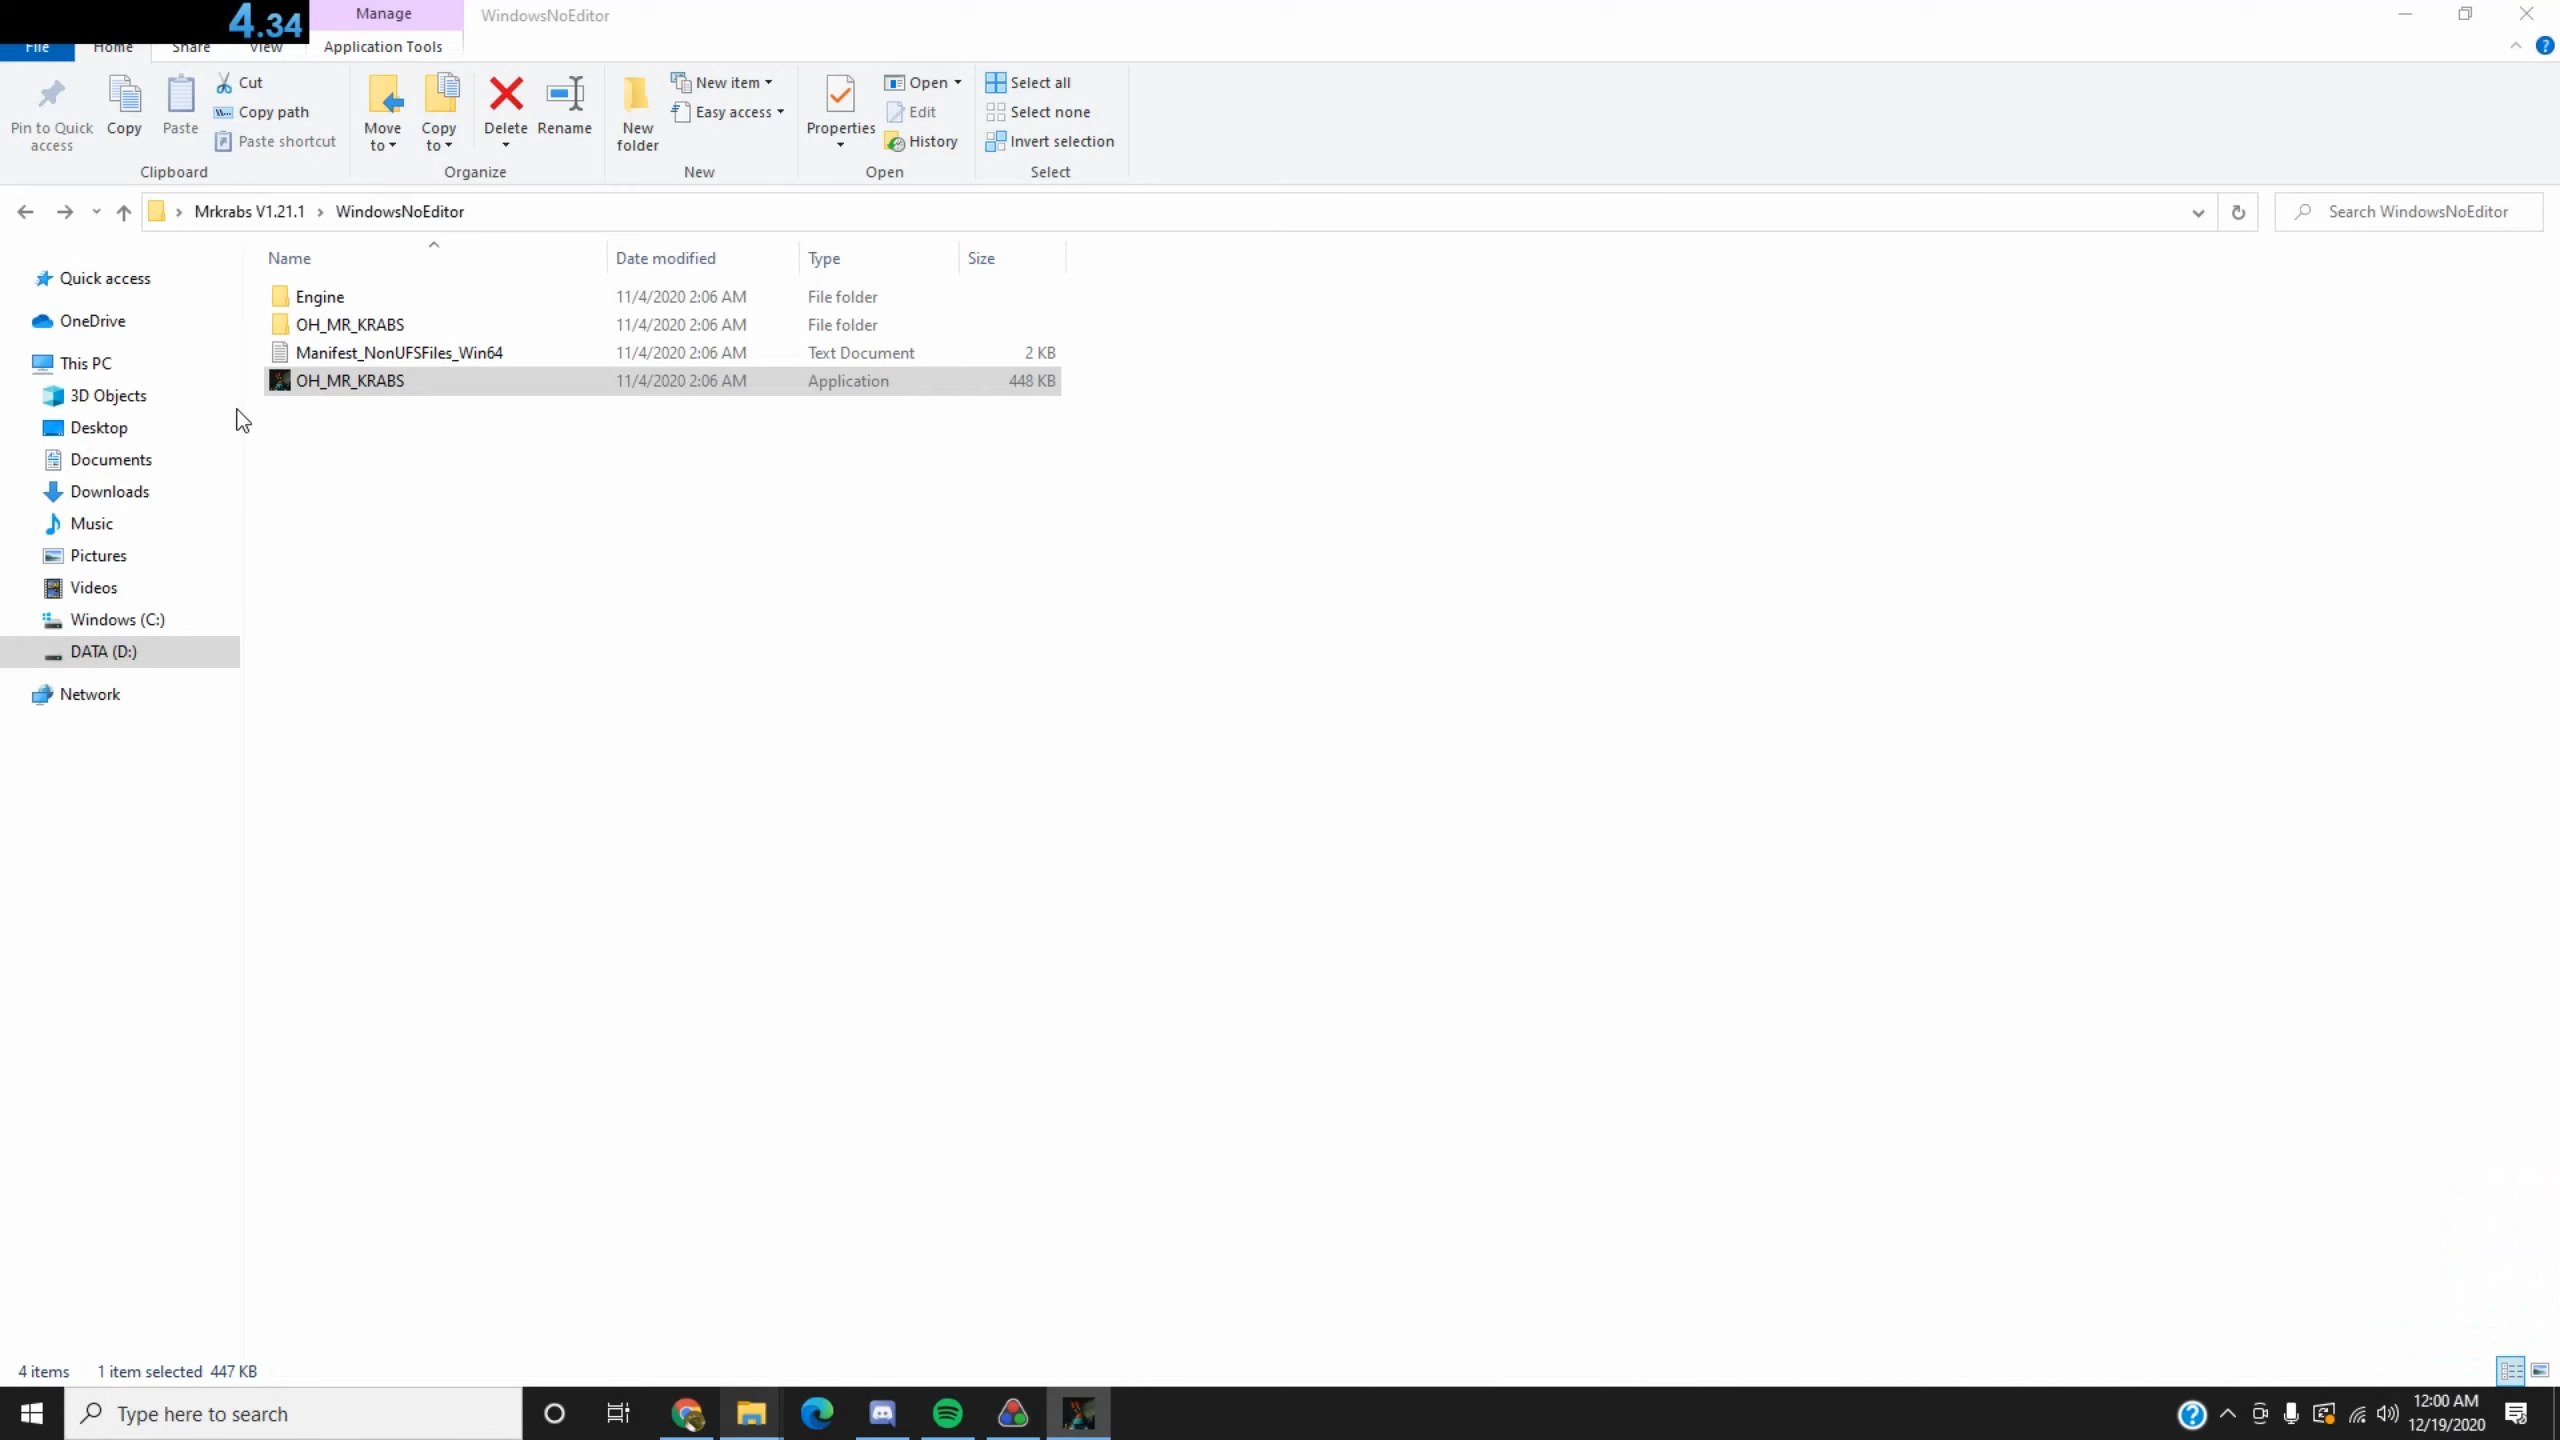 4.34
Manage
WindowsNoEditor
File
Home
Share
View
Application Tools
Pin to Quick
access
Copy
Paste
Cut
Copy path
Paste shortcut
Clipboard
Move
to
Copy
to
Delete
Rename
Organize
New
folder
New item
Easy access
New
Properties
Open
Edit
History
Open
Select all
Select none
Invert selection
Select
Mrkrabs V1.21.1 › WindowsNoEditor
Search WindowsNoEditor
Name Date modified Type Size
Engine 11/4/2020 2:06 AM File folder
OH_MR_KRABS 11/4/2020 2:06 AM File folder
Manifest_NonUFSFiles_Win64 11/4/2020 2:06 AM Text Document 2 KB
OH_MR_KRABS 11/4/2020 2:06 AM Application 448 KB
Quick access
OneDrive
This PC
3D Objects
Desktop
Documents
Downloads
Music
Pictures
Videos
Windows (C:)
DATA (D:)
Network
4 items 1 item selected 447 KB
Type here to search
12:00 AM
12/19/2020